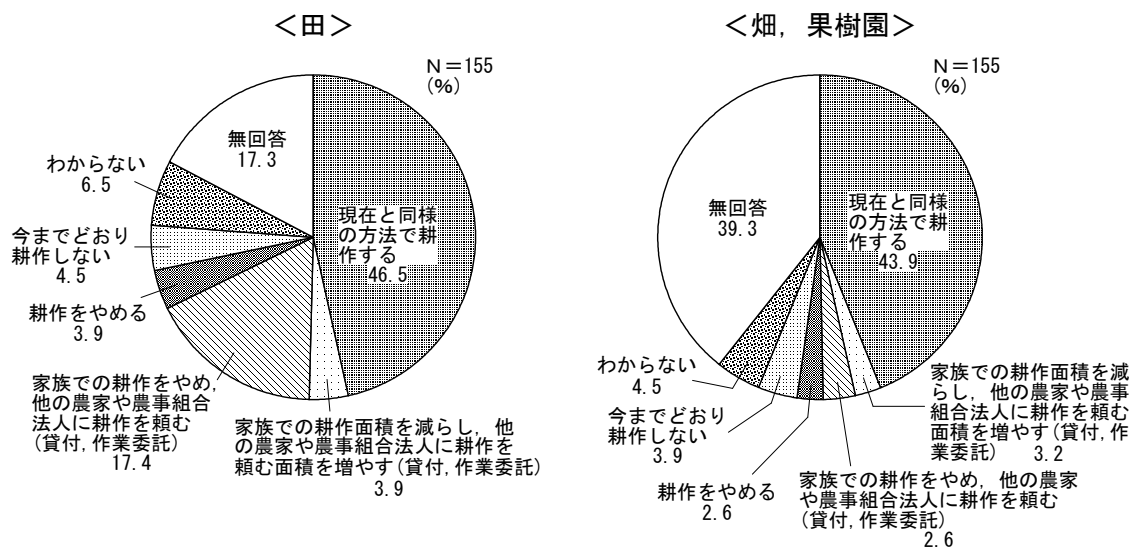 ＜田＞
Ｎ＝155
(%)
現在と同様
の方法で耕
作する
46.5
家族での耕作面積を減らし，他
の農家や農事組合法人に耕作を
頼む面積を増やす(貸付,作業委託)
3.9
家族での耕作をやめ，
他の農家や農事組合
法人に耕作を頼む
(貸付,作業委託)
17.4
耕作をやめる
3.9
今までどおり
耕作しない
4.5
わからない
6.5
無回答
17.3
＜畑，果樹園＞
Ｎ＝155
(%)
現在と同様
の方法で耕
作する
43.9
家族での耕作面積を減
らし，他の農家や農事
組合法人に耕作を頼む
面積を増やす(貸付,作
業委託) 3.2
家族での耕作をやめ，他の農家
や農事組合法人に耕作を頼む
(貸付,作業委託)
2.6
耕作をやめる
2.6
今までどおり
耕作しない
3.9
わからない
4.5
無回答
39.3